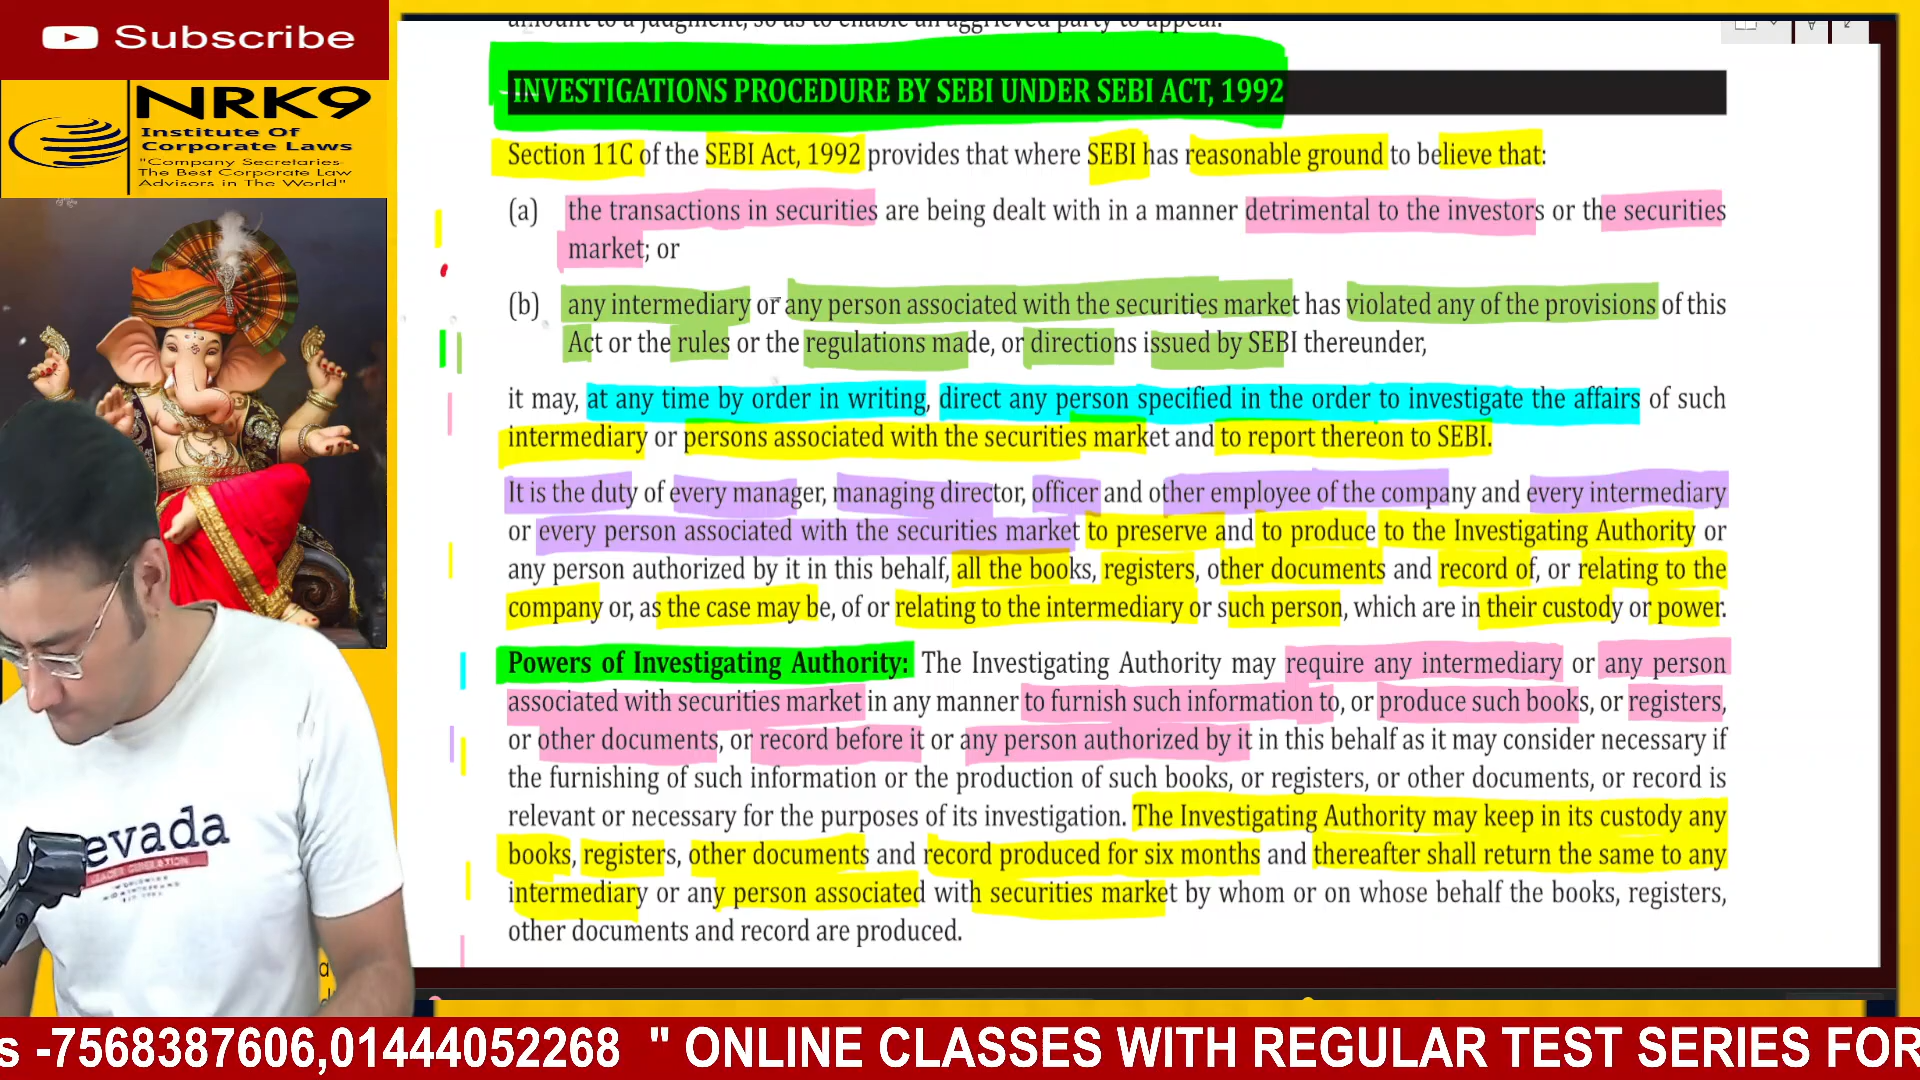 Subscribe
NRK9
Institute Of
Corporate Laws
"Company Secretaries-
The Best Corporate Law
Advisors in The World"
amount to a judgment, so as to enable an aggrieved party to appeal.
INVESTIGATIONS PROCEDURE BY SEBI UNDER SEBI ACT, 1992
Section 11C of the SEBI Act, 1992 provides that where SEBI has reasonable ground to believe that:
(a) the transactions in securities are being dealt with in a manner detrimental to the investors or the securities
market; or
(b) any intermediary or any person associated with the securities market has violated any of the provisions of this
Act or the rules or the regulations made, or directions issued by SEBI thereunder,
it may, at any time by order in writing, direct any person specified in the order to investigate the affairs of such
intermediary or persons associated with the securities market and to report thereon to SEBI.
It is the duty of every manager, managing director, officer and other employee of the company and every intermediary
or every person associated with the securities market to preserve and to produce to the Investigating Authority or
any person authorized by it in this behalf, all the books, registers, other documents and record of, or relating to the
company or, as the case may be, of or relating to the intermediary or such person, which are in their custody or power.
Powers of Investigating Authority: The Investigating Authority may require any intermediary or any person
associated with securities market in any manner to furnish such information to, or produce such books, or registers,
or other documents, or record before it or any person authorized by it in this behalf as it may consider necessary if
the furnishing of such information or the production of such books, or registers, or other documents, or record is
relevant or necessary for the purposes of its investigation. The Investigating Authority may keep in its custody any
books, registers, other documents and record produced for six months and thereafter shall return the same to any
intermediary or any person associated with securities market by whom or on whose behalf the books, registers,
other documents and record are produced.
evada
s -7568387606,01444052268 " ONLINE CLASSES WITH REGULAR TEST SERIES FOR